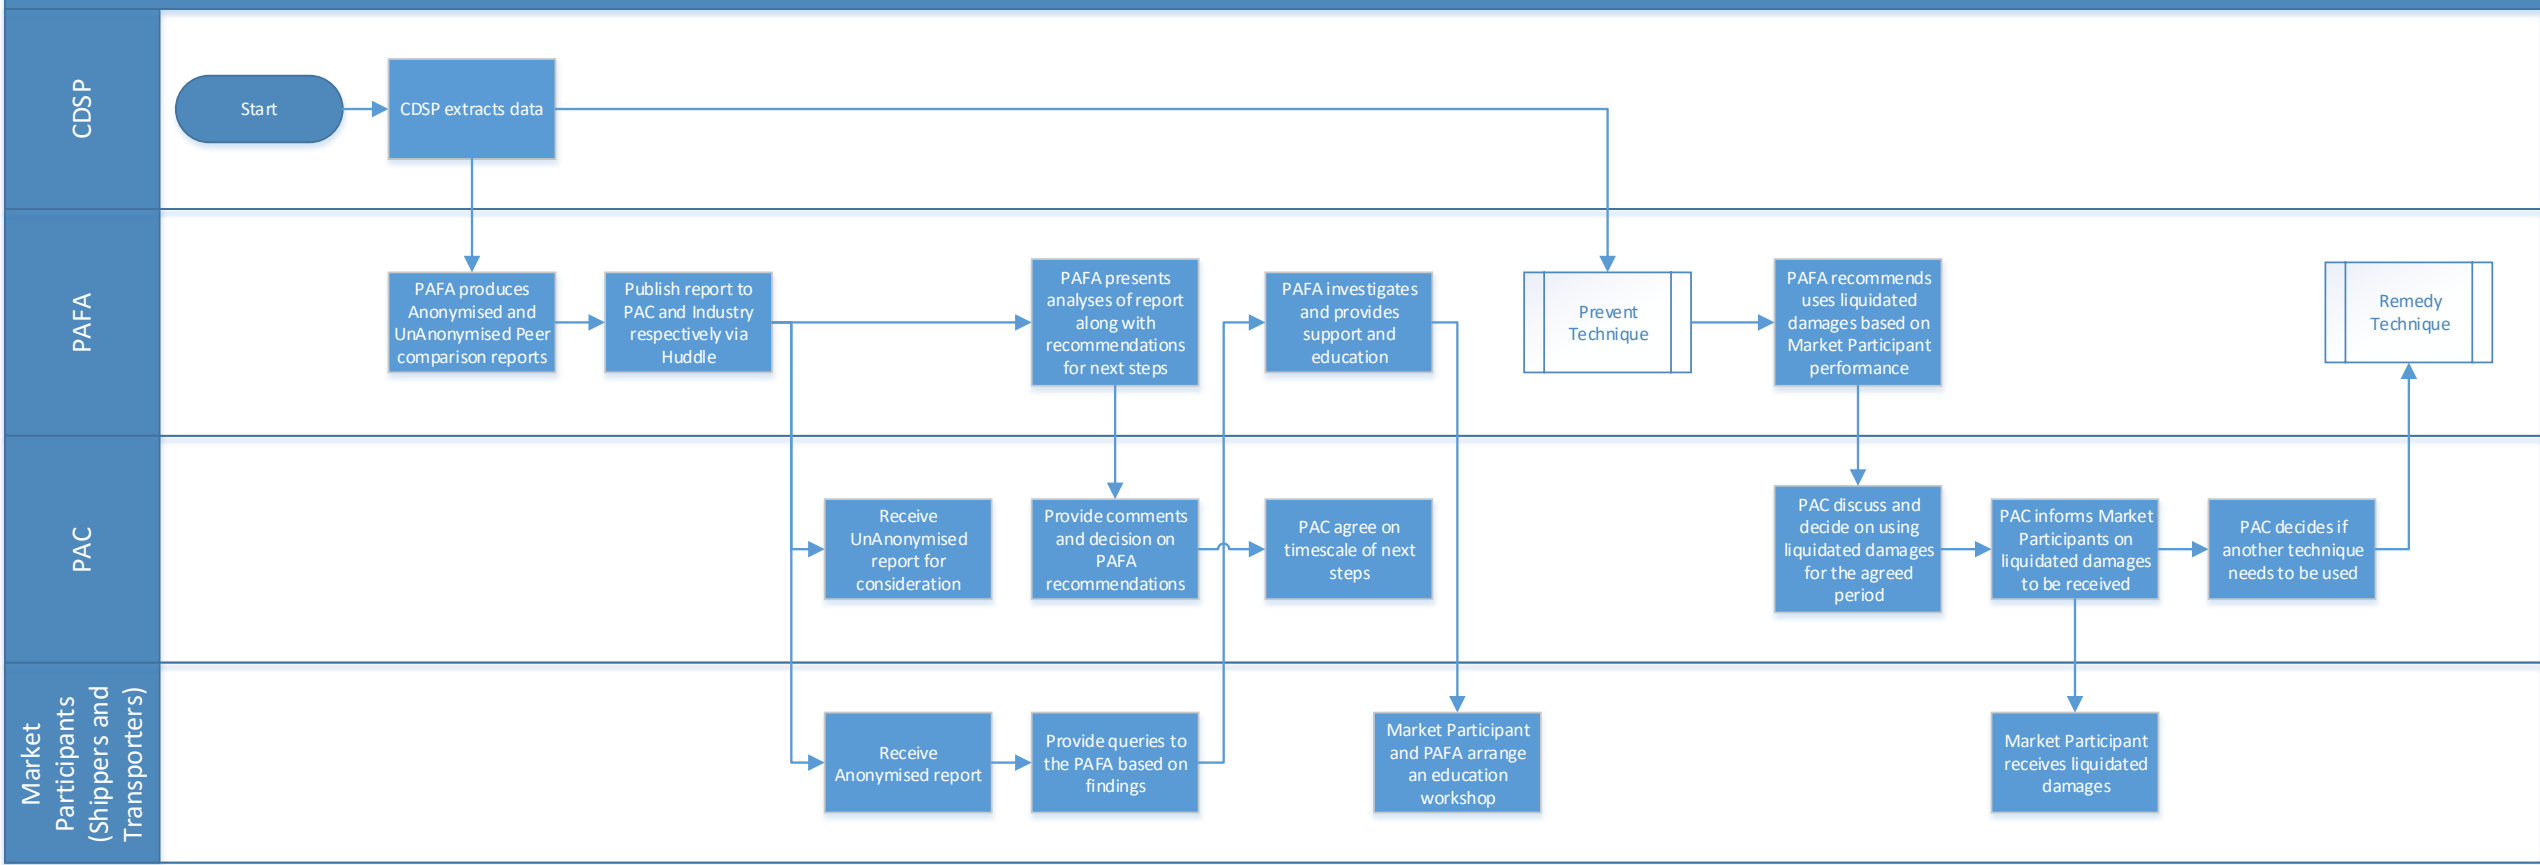 CDSP
Start
CDSP extracts data
PAFA
PAFA produces
Anonymised and
UnAnonymised Peer
comparison reports
Publish report to
PAC and Industry
respectively via
Huddle
PAFA presents
analyses of report
along with
recommendations
for next steps
PAFA investigates
and provides
support and
education
Prevent
Technique
PAFA recommends
uses liquidated
damages based on
Market Participant
performance
Remedy
Technique
PAC
Receive
UnAnonymised
report for
consideration
Provide comments
and decision on
PAFA
recommendations
PAC agree on
timescale of next
steps
PAC discuss and
decide on using
liquidated damages
for the agreed
period
PAC informs Market
Participants on
liquidated damages
to be received
PAC decides if
another technique
needs to be used
Market
Participants
(Shippers and
Transporters)
Receive
Anonymised report
Provide queries to
the PAFA based on
findings
Market Participant
and PAFA arrange
an education
workshop
Market Participant
receives liquidated
damages